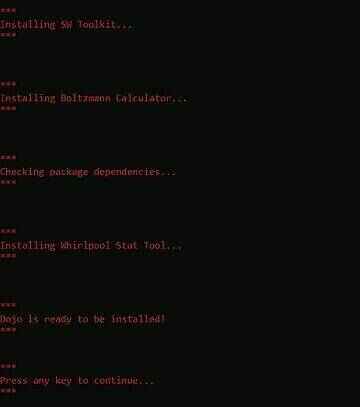 ***
Installing SW Toolkit...
***
***
Installing Boltzmann Calculator...
***
***
Checking package dependencies...
***
***
Installing Whirlpool Stat Tool...
***
***
Dojo is ready to be installed!
***
***
Press any key to continue...
***